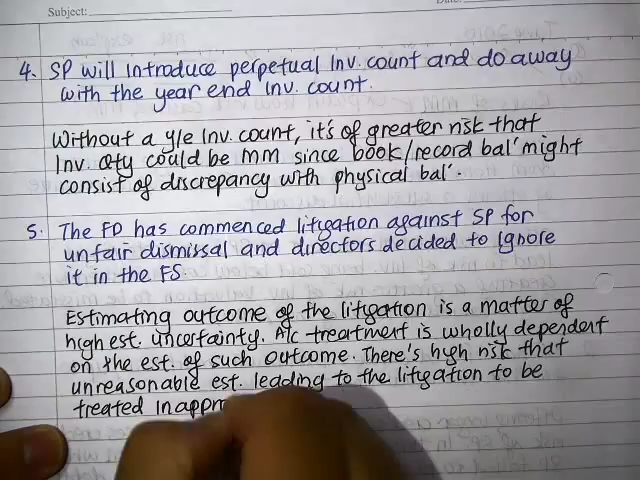 Subject:
4. SP will introduce perpetual Inv. count and do away
with the year end Inv. count.
Without a y/e Inv. count, it's of greater risk that
Inv. qty could be mm since book/record bal' might
consist of discrepancy with physical bal'.
5. The FD has commenced litigation against SP for
unfair dismissal and directors decided to ignore
it in the FS.
Estimating outcome of the litigation is a matter of
high est. uncertainty. A/c treatment is wholly dependent
on the est. of such outcome. There's high risk that
unreasonable est. leading to the litigation to be
treated inappr